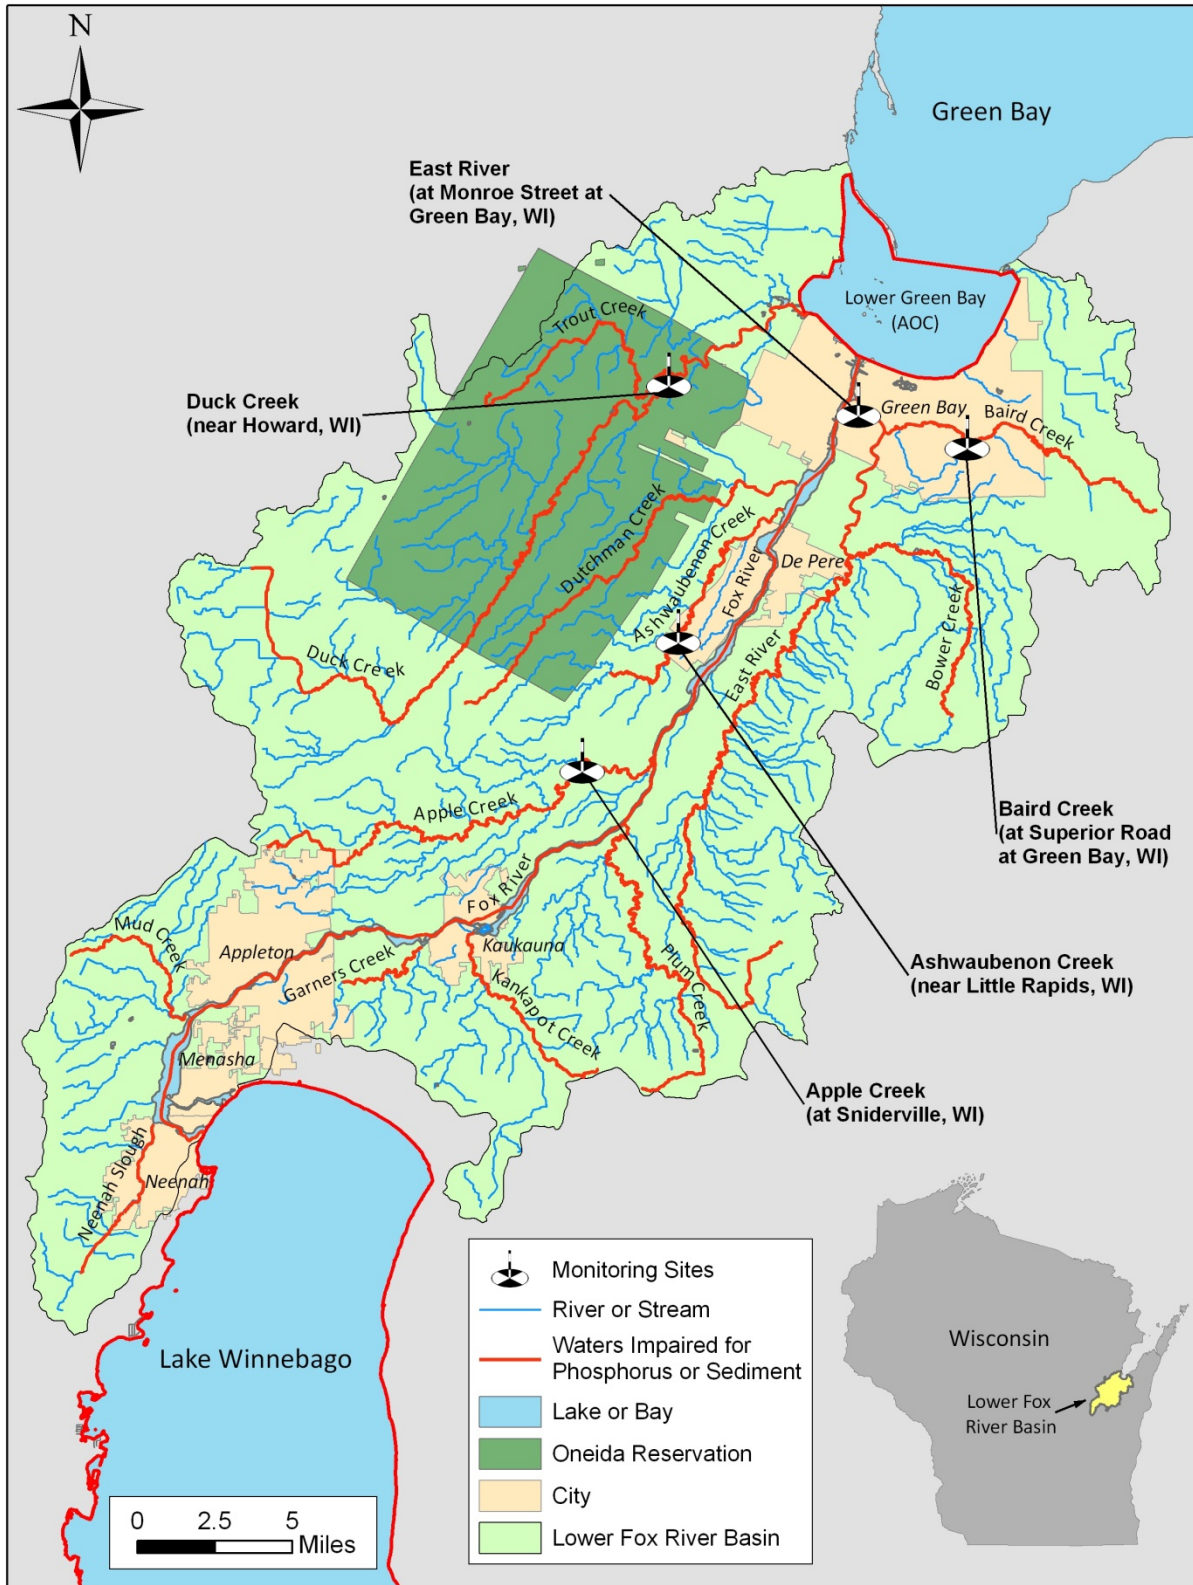 N
Green Bay
East River
(at Monroe Street at
Green Bay, WI)
Lower Green Bay
(AOC)
Trout Creek
Duck Creek
(near Howard, WI)
Green Bay
Baird Creek
Dutchman Creek
Ashwaubenon Creek
Fox River
De Pere
Duck Creek
East River
Bower Creek
Apple Creek
Baird Creek
(at Superior Road
at Green Bay, WI)
Fox River
Mud Creek
Appleton
Garners Creek
Kaukauna
Kankapot Creek
Plum Creek
Ashwaubenon Creek
(near Little Rapids, WI)
Menasha
Apple Creek
(at Sniderville, WI)
Neenah Slough
Neenah
Lake Winnebago
Monitoring Sites
River or Stream
Waters Impaired for
Phosphorus or Sediment
Lake or Bay
Oneida Reservation
City
Lower Fox River Basin
0 2.5 5
Miles
Wisconsin
Lower Fox
River Basin